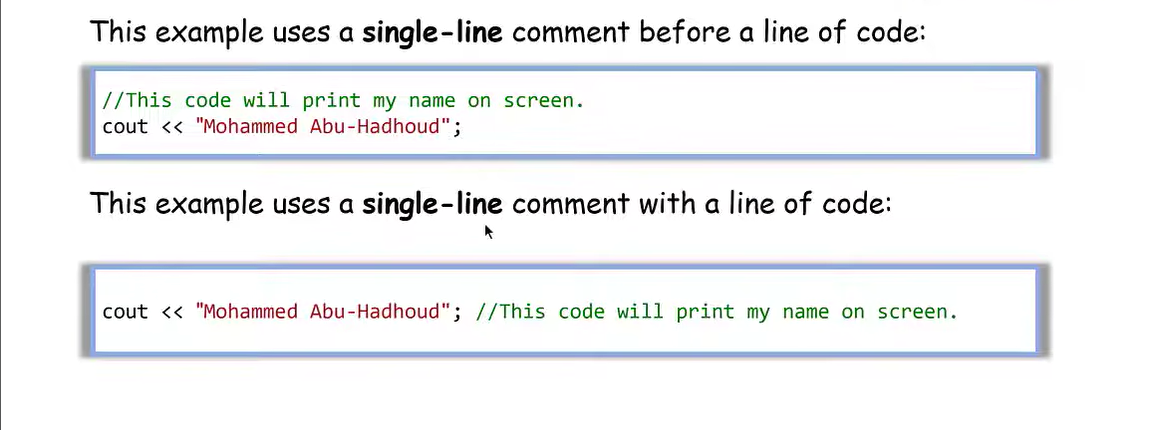 This example uses a single-line comment before a line of code:
//This code will print my name on screen.
cout << "Mohammed Abu-Hadhoud";
This example uses a single-line comment with a line of code:
cout << "Mohammed Abu-Hadhoud"; //This code will print my name on screen.